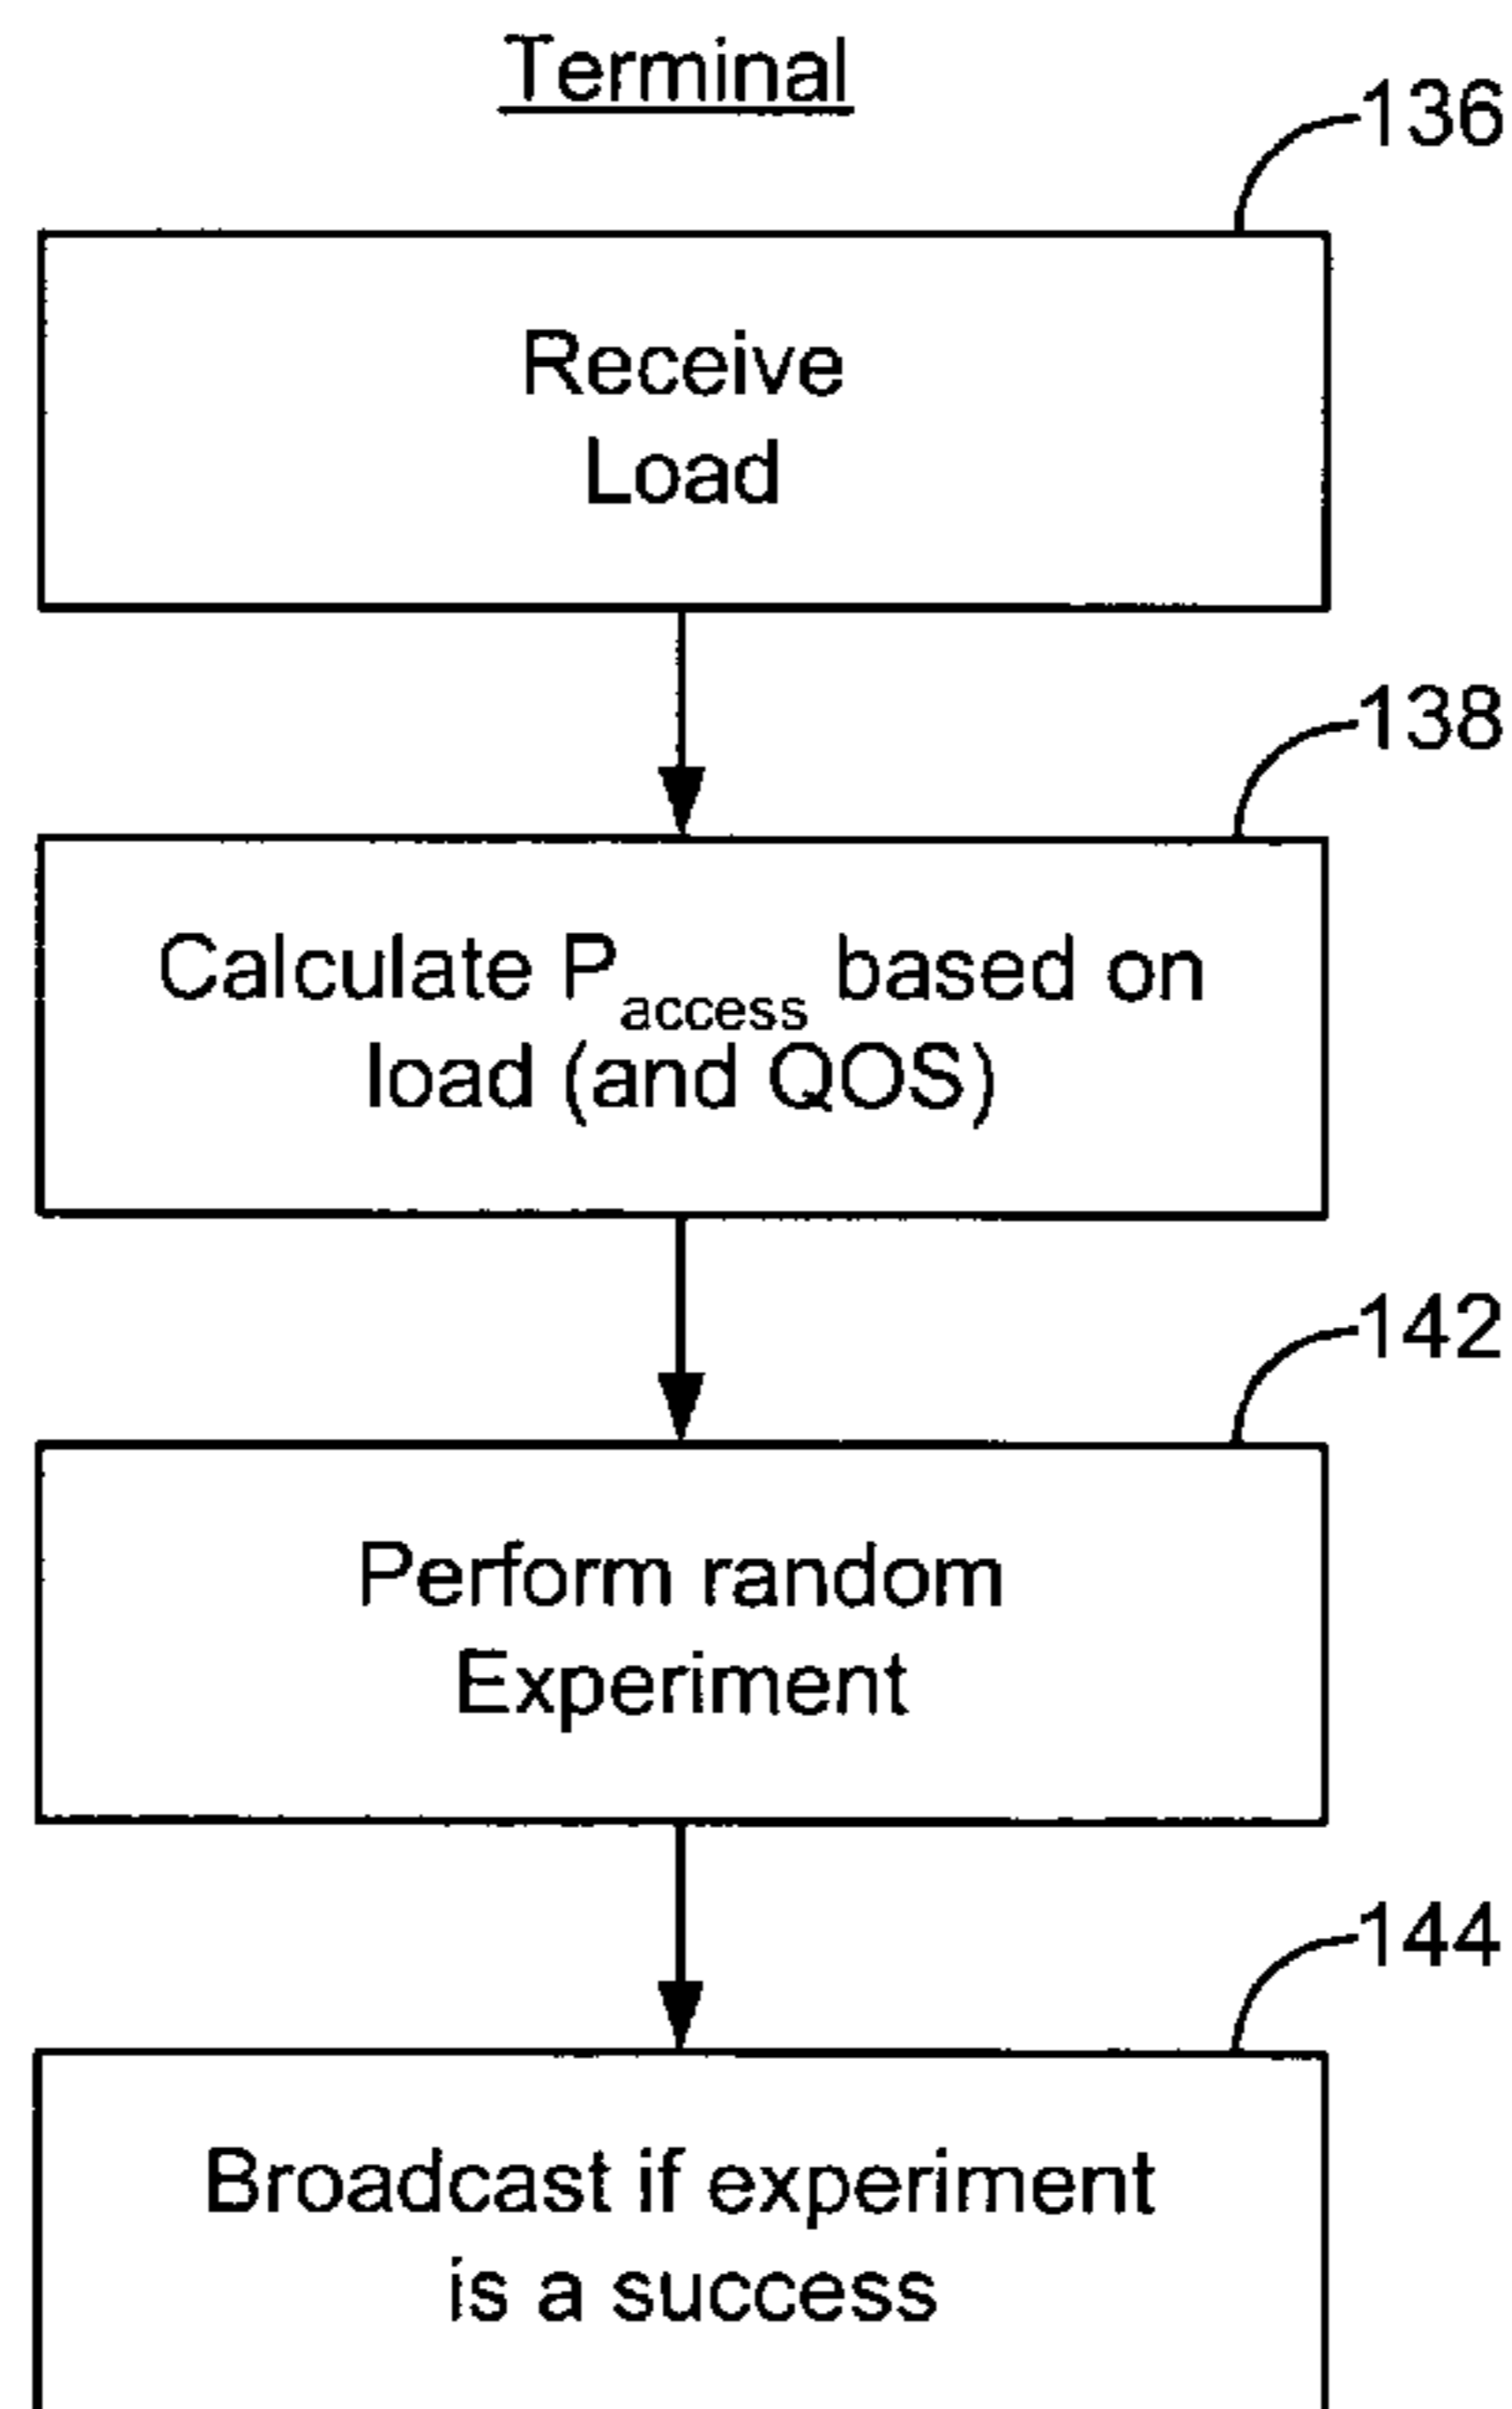 Terminal
136
Receive
Load
138
Calculate Paccess based on
load (and QOS)
142
Perform random
Experiment
144
Broadcast if experiment
is a success